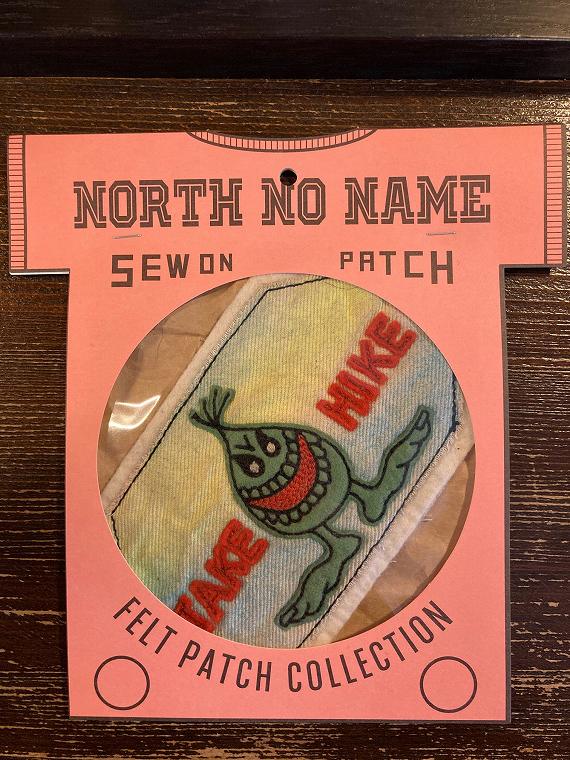 NORTH NO NAME
SEW ON PATCH
TAKE
HIKE
FELT PATCH COLLECTION